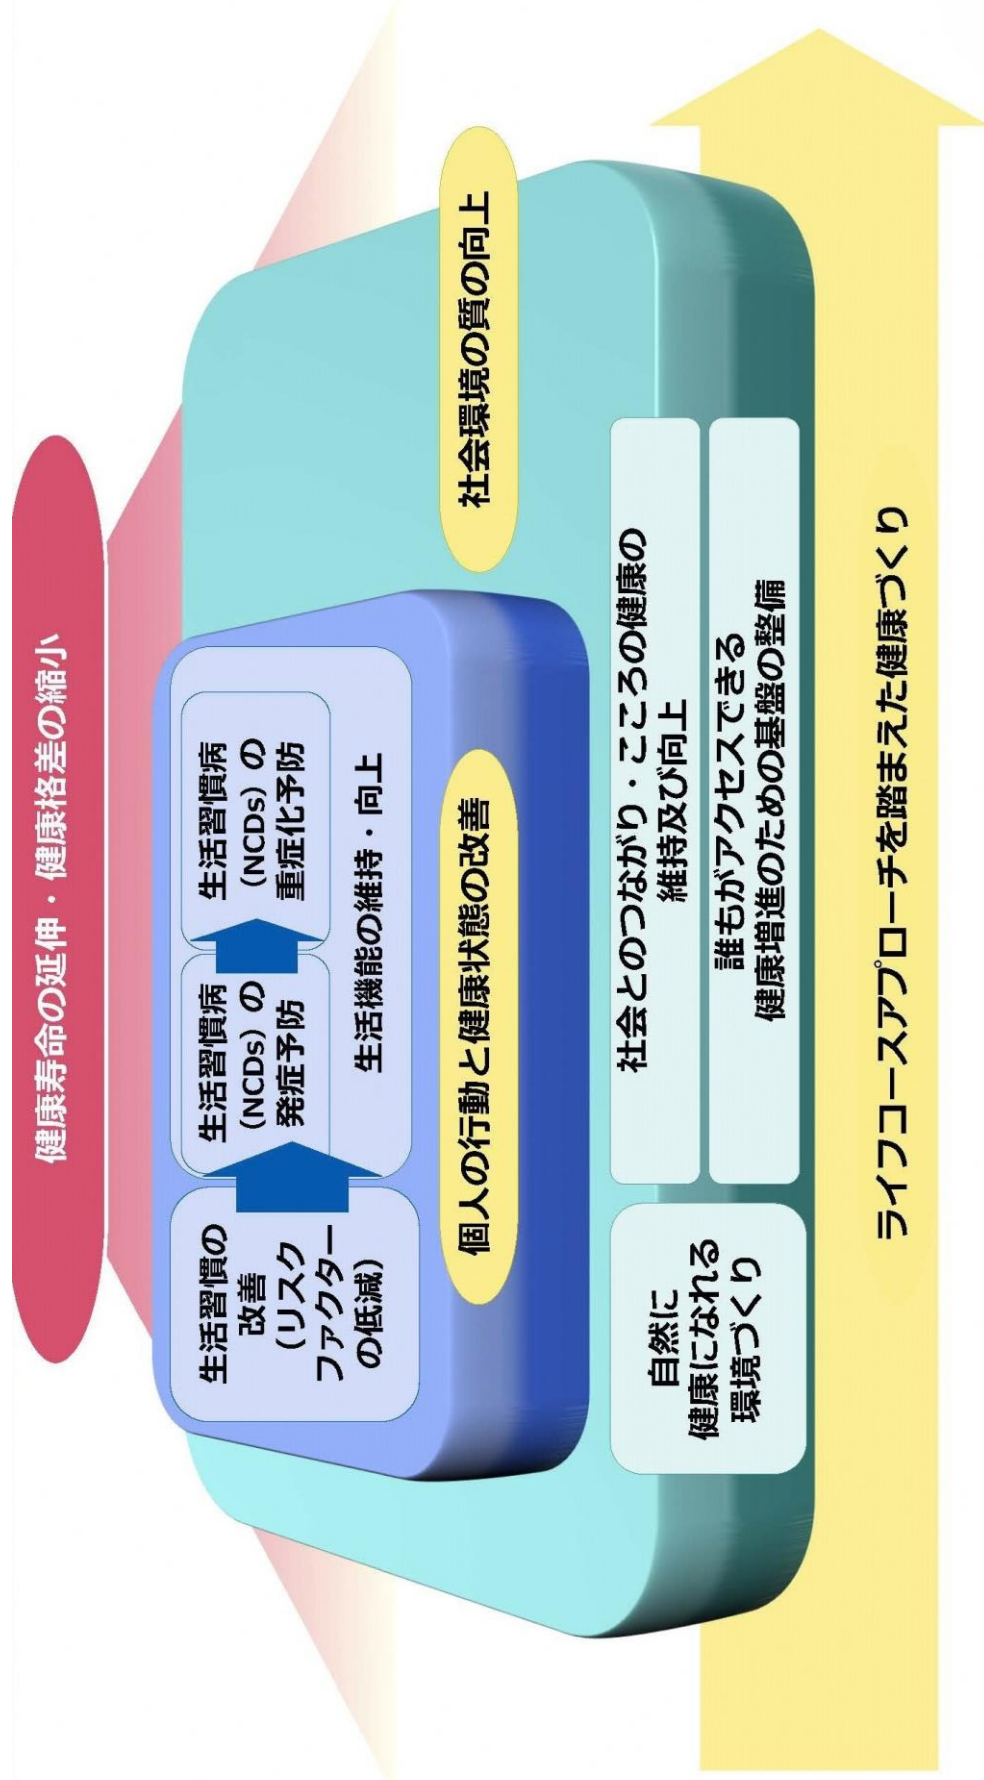 健康寿命の延伸・健康格差の縮小
生活習慣の
改善
(リスク
ファクター
の低減)
生活習慣病
(NCDs) の
発症予防
生活習慣病
(NCDs) の
重症化予防
生活機能の維持・向上
個人の行動と健康状態の改善
社会環境の質の向上
自然に
健康になれる
環境づくり
社会とのつながり・こころの健康の
維持及び向上
誰もがアクセスできる
健康増進のための基盤の整備
ライフコースアプローチを踏まえた健康づくり